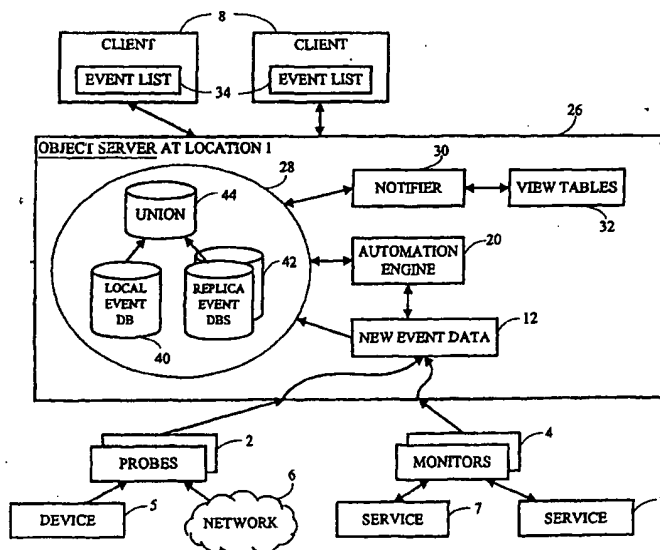 8
CLIENT
CLIENT
EVENT LIST
34
EVENT LIST
26
OBJECT SERVER AT LOCATION 1
28
30
44
NOTIFIER
VIEW TABLES
32
UNION
20
42
AUTOMATION
ENGINE
LOCAL
EVENT
DB
REPLICA
EVENT
DBS
12
40
NEW EVENT DATA
2
4
PROBES
MONITORS
6
5
7
DEVICE
NETWORK
SERVICE
SERVICE